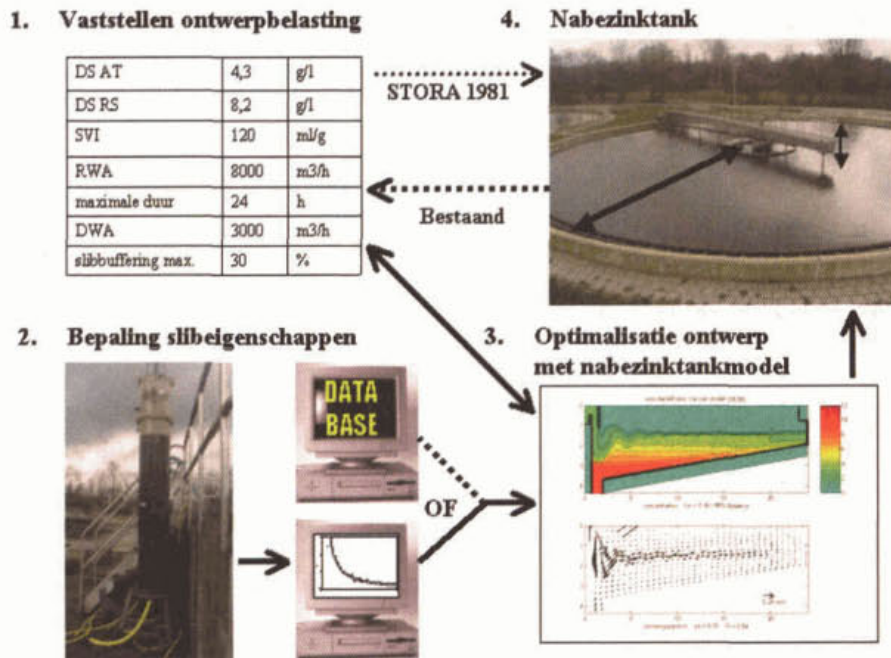 1. Vaststellen ontwerpbelasting
DS AT 4,3 g/l
DS RS 8,2 g/l
SVI 120 ml/g
RWA 8000 m3/h
maximale duur 24 h
DWA 3000 m3/h
slibbuffering max. 30 %
STORA 1981
Bestaand
4. Nabezinktank
2. Bepaling slibeigenschappen
DATA
BASE
OF
3. Optimalisatie ontwerp
met nabezinktankmodel